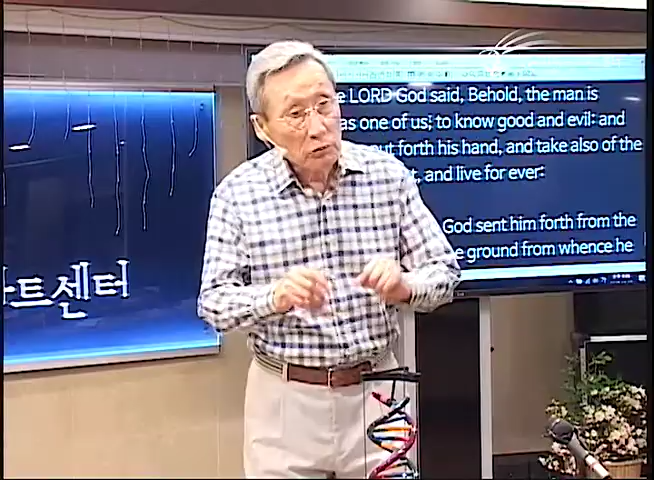 LORD God said, Behold, the man is
as one of us; to know good and evil: and
forth his hand, and take also of the
and live for ever:
God sent him forth from the
ground from whence he
트센터